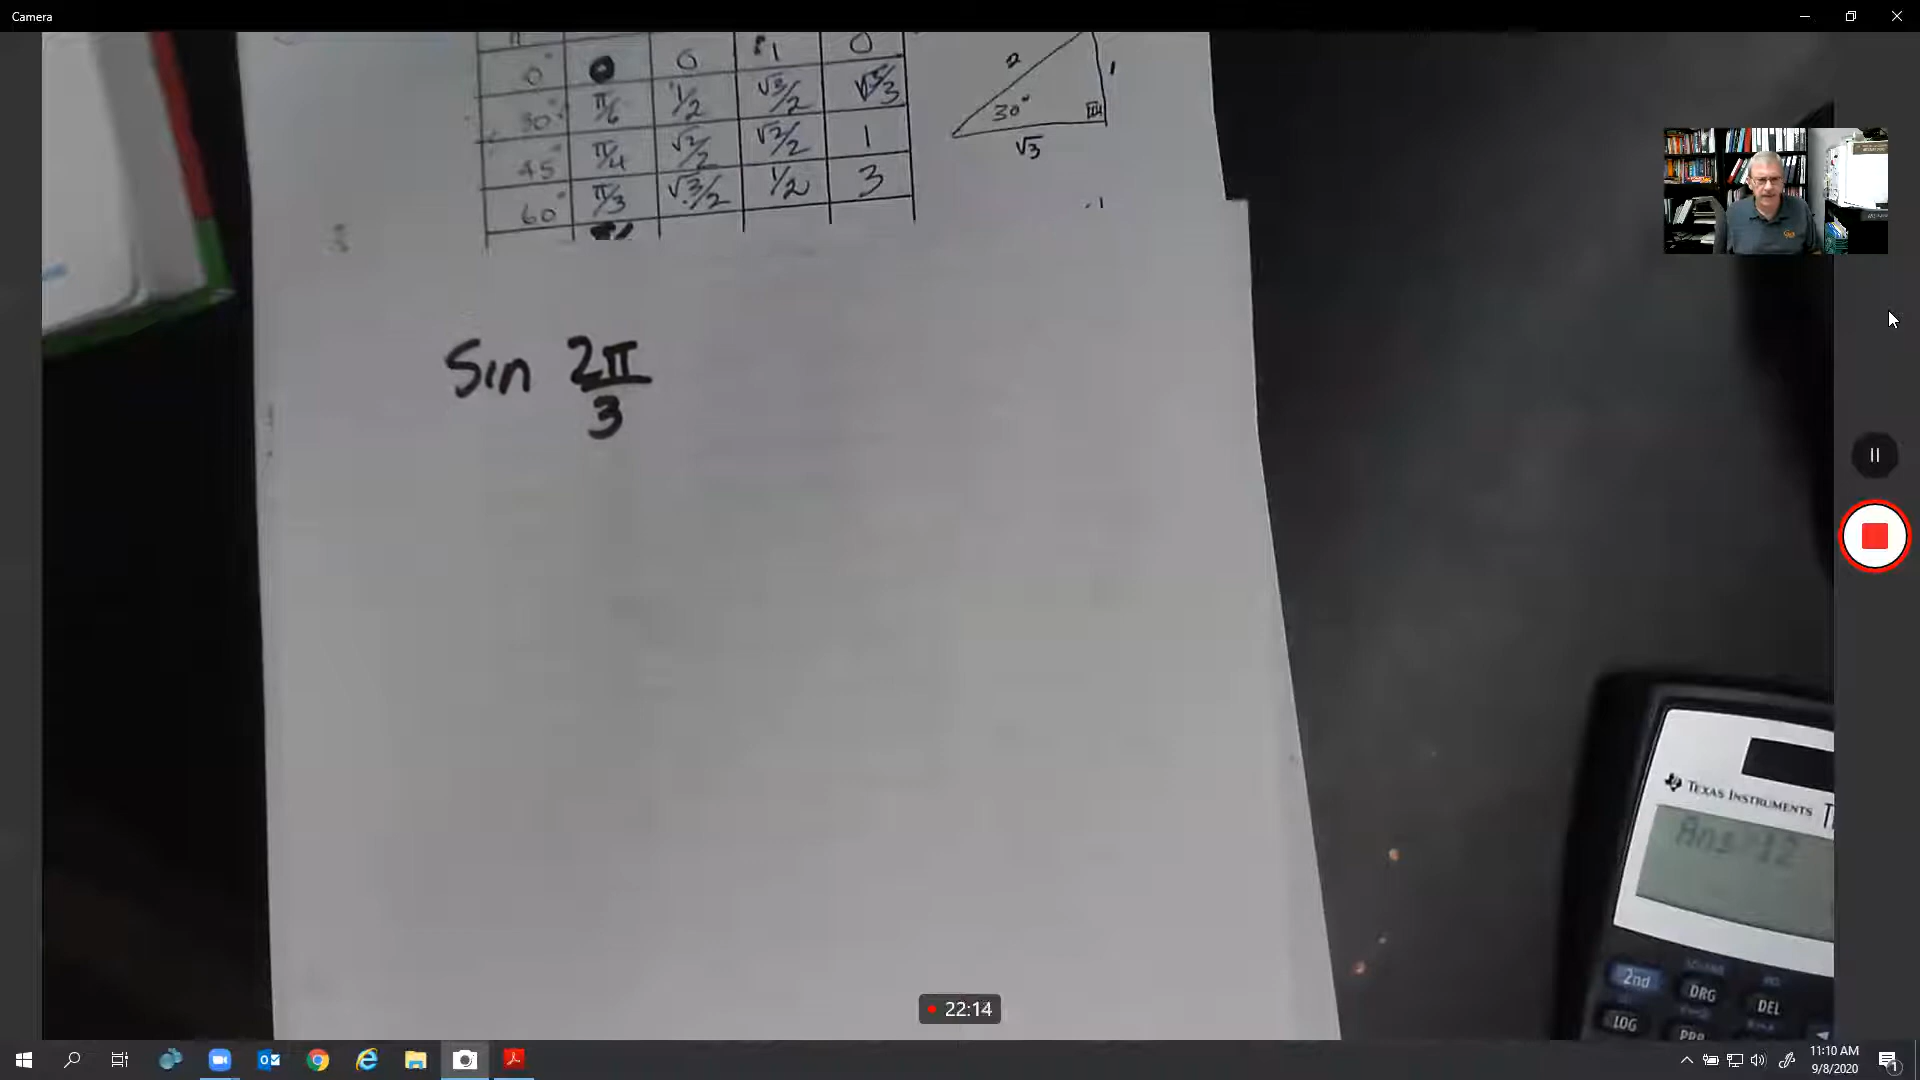 Camera
0° 0 1 0
2
30° π/6 1/2 √3/2 √3/3
30°
1
45° π/4 √2/2 √2/2 1
√3
60° π/3 √3/2 1/2 3
Sin 2π
3
TEXAS INSTRUMENTS
2nd
DRG
DEL
LOG
PRB
22:14
11:10 AM
9/8/2020
1